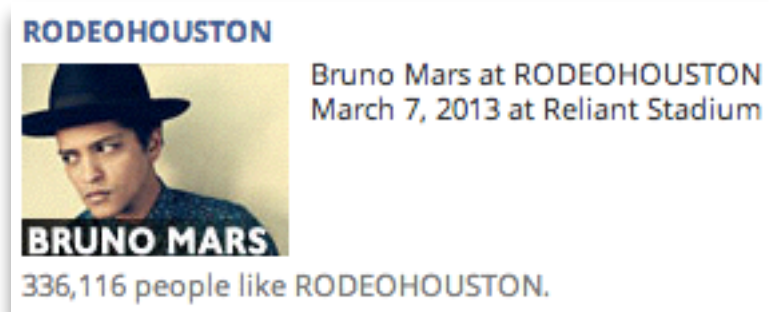 RODEOHOUSTON
Bruno Mars at RODEOHOUSTON
March 7, 2013 at Reliant Stadium
BRUNO MARS
336,116 people like RODEOHOUSTON.